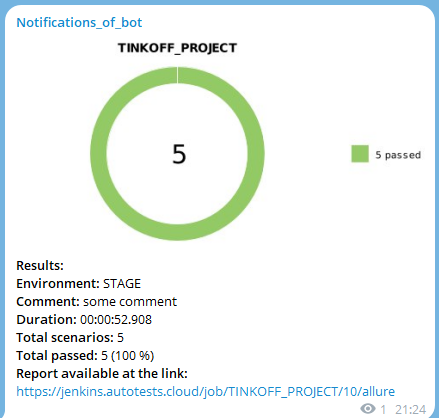 Notifications_of_bot
TINKOFF_PROJECT
5
5 passed
Results:
Environment: STAGE
Comment: some comment
Duration: 00:00:52.908
Total scenarios: 5
Total passed: 5 (100 %)
Report available at the link:
https://jenkins.autotests.cloud/job/TINKOFF_PROJECT/10/allure
1 21:24